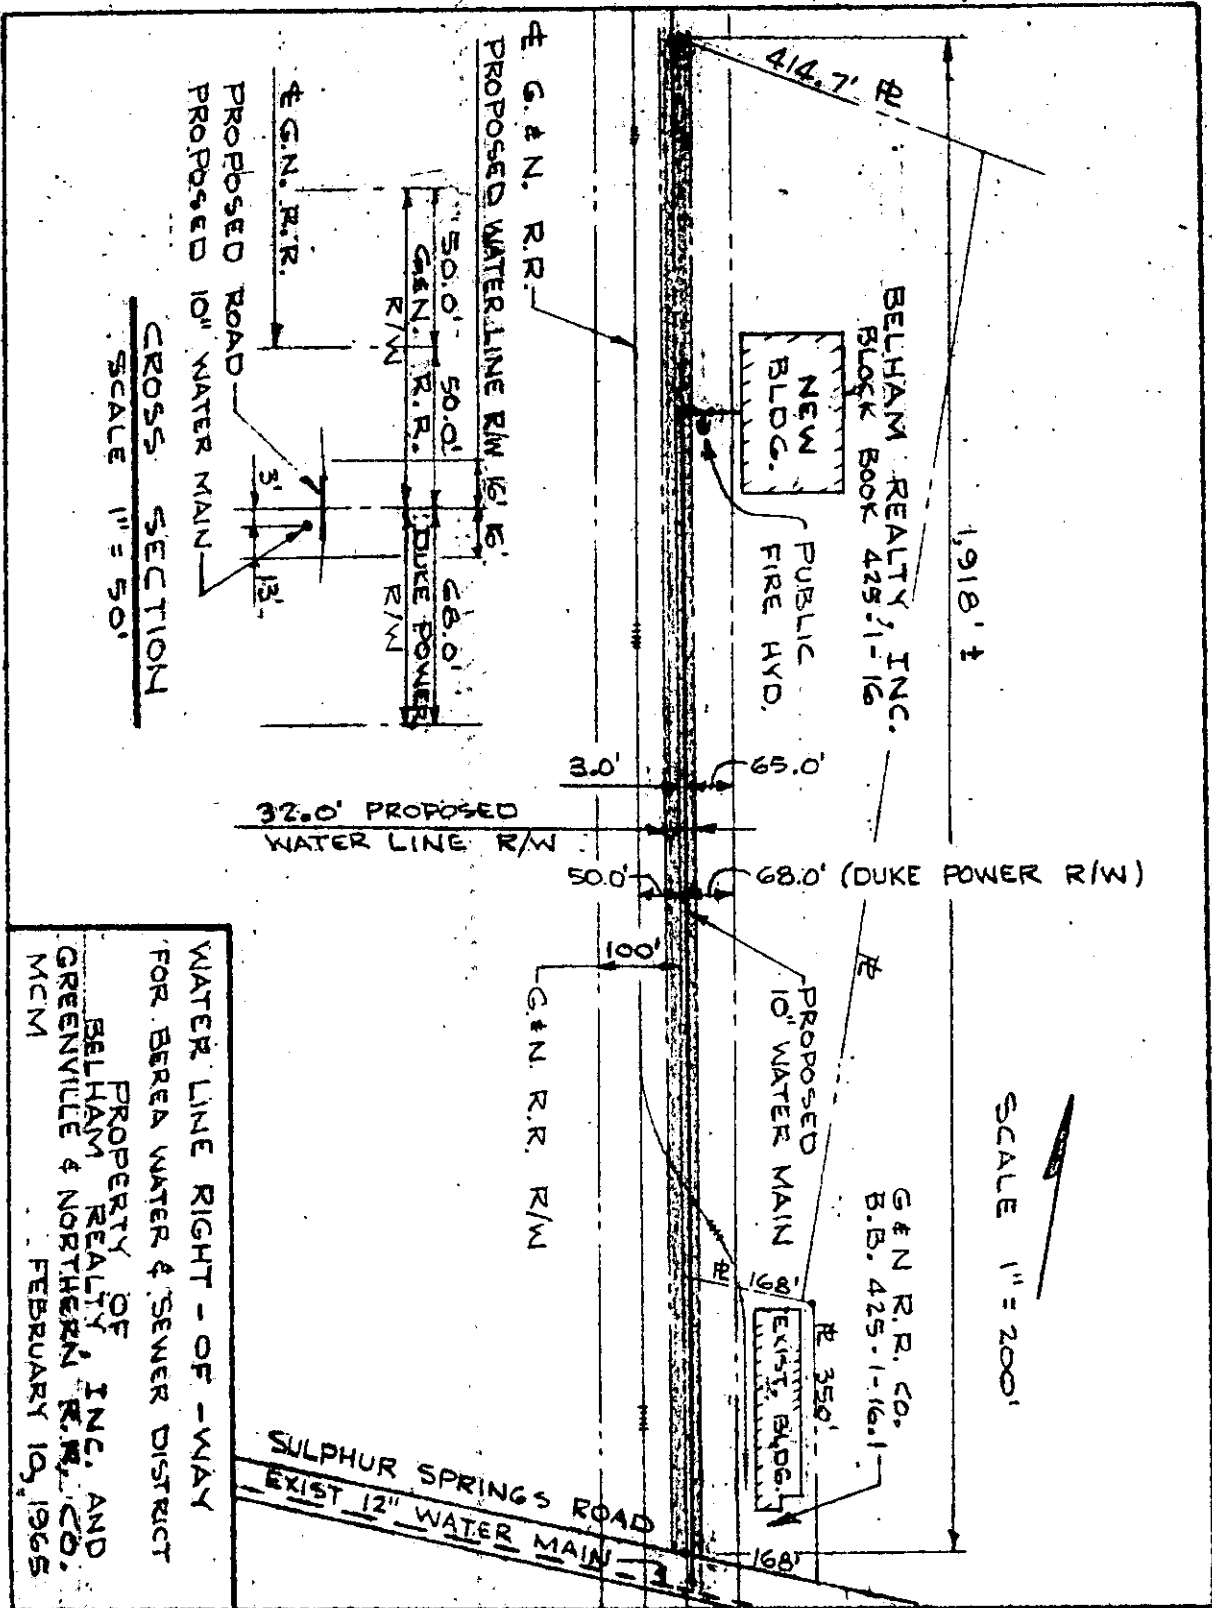 414.7' ⅊
1,918' ±
BELHAM REALTY, INC.
BLOCK BOOK 425-1-16
NEW
BLDG.
PUBLIC
FIRE HYD.
℄ G. & N. R.R.
PROPOSED WATER LINE R/W 16' 16'
50.0' 50.0' 68.0'
G&N. R.R. DUKE POWER
R/W R/W
℄ G.N. R.R.
PROPOSED ROAD
PROPOSED 10" WATER MAIN
3' 13'
CROSS SECTION
SCALE 1" = 50'
3.0' 65.0'
32.0' PROPOSED
WATER LINE R/W
50.0' 68.0' (DUKE POWER R/W)
100'
G&N R.R. R/W
PROPOSED
10" WATER MAIN
⅊
SCALE 1" = 200'
G&N R.R. CO.
B.B. 425-1-16.1
⅊ 168'
⅊ 350'
EXIST. BLDG.
168'
SULPHUR SPRINGS ROAD
EXIST 12" WATER MAIN
WATER LINE RIGHT-OF-WAY
FOR BEREA WATER & SEWER DISTRICT
PROPERTY OF
BELHAM REALTY, INC. AND
GREENVILLE & NORTHERN R.R. CO.
MCM FEBRUARY 10, 1965